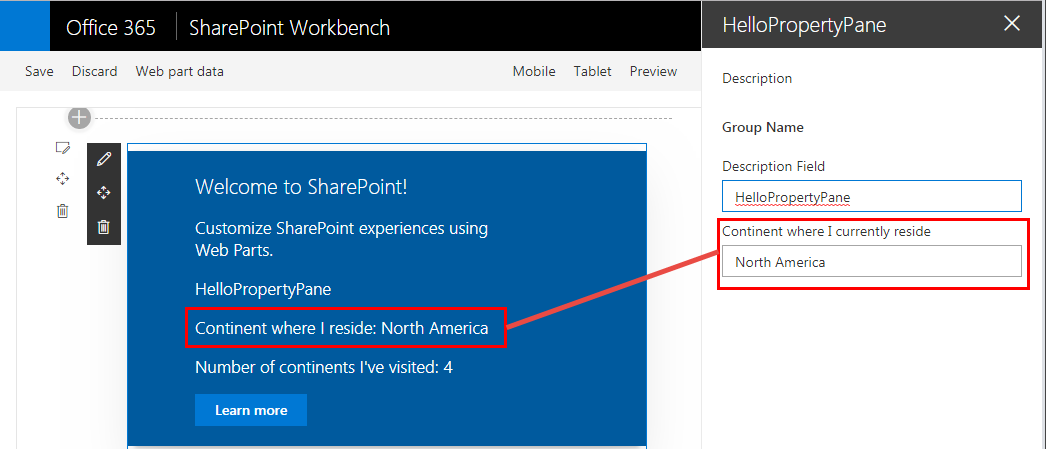 Office 365
SharePoint Workbench
HelloPropertyPane
Save
Discard
Web part data
Mobile
Tablet
Preview
Description
Group Name
Description Field
HelloPropertyPane
Continent where I currently reside
North America
Welcome to SharePoint!
Customize SharePoint experiences using
Web Parts.
HelloPropertyPane
Continent where I reside: North America
Number of continents I've visited: 4
Learn more